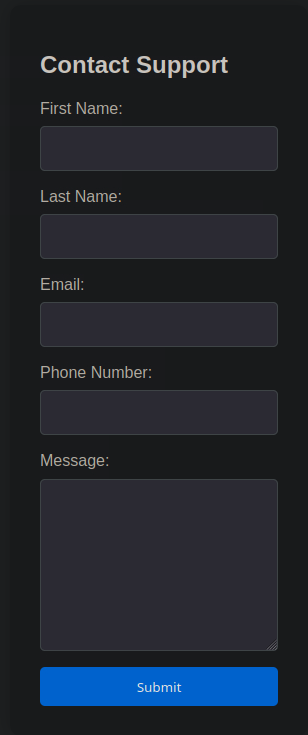 Contact Support
First Name:
Last Name:
Email:
Phone Number:
Message:
Submit